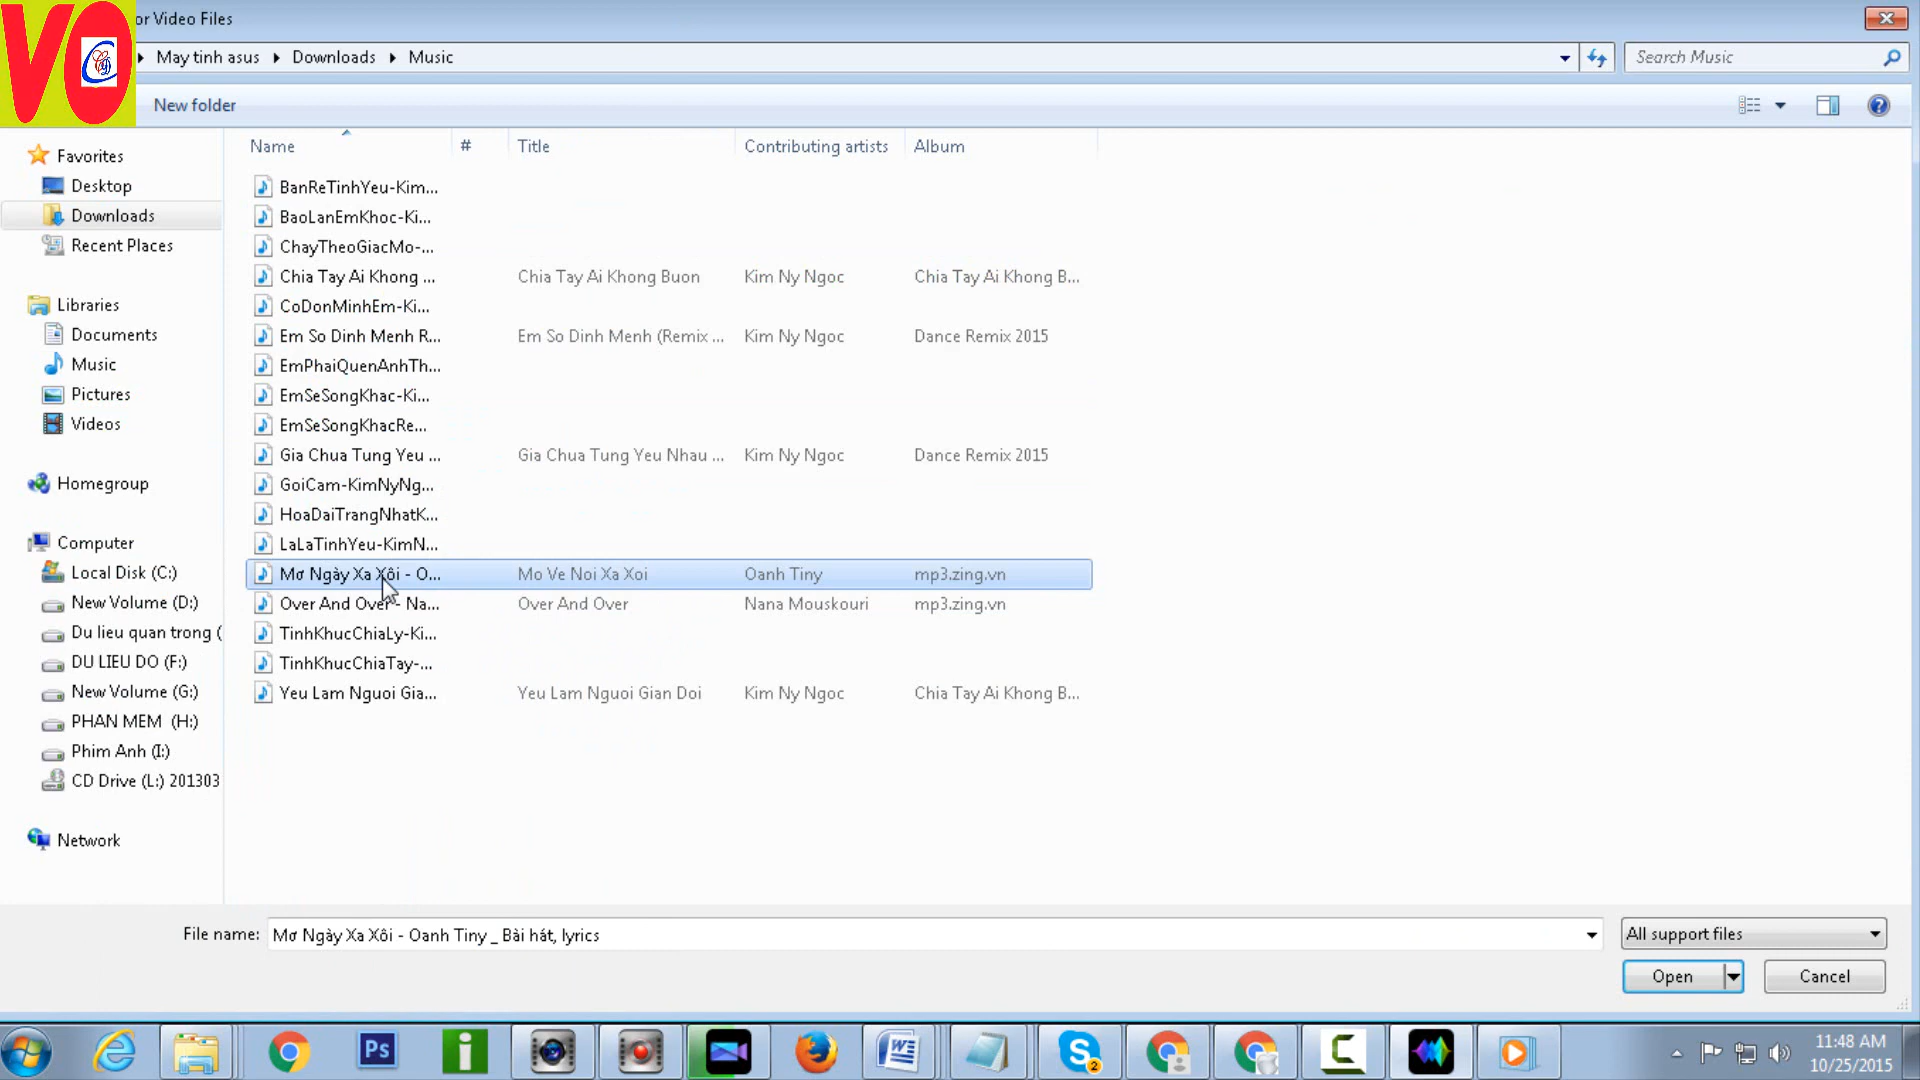 VO
or Video Files
May tinh asus ▸ Downloads ▸ Music
Search Music
New folder
Favorites
Desktop
Downloads
Recent Places
Libraries
Documents
Music
Pictures
Videos
Homegroup
Computer
Local Disk (C:)
New Volume (D:)
Du lieu quan trong (
DU LIEU DO (F:)
New Volume (G:)
PHAN MEM (H:)
Phim Anh (I:)
CD Drive (L:) 201303
Network
Name # Title Contributing artists Album
BanReTinhYeu-Kim...
BaoLanEmKhoc-Ki...
ChayTheoGiacMo-...
Chia Tay Ai Khong ... Chia Tay Ai Khong Buon Kim Ny Ngoc Chia Tay Ai Khong B...
CoDonMinhEm-Ki...
Em So Dinh Menh R... Em So Dinh Menh (Remix ... Kim Ny Ngoc Dance Remix 2015
EmPhaiQuenAnhTh...
EmSeSongKhac-Ki...
EmSeSongKhacRe...
Gia Chua Tung Yeu ... Gia Chua Tung Yeu Nhau ... Kim Ny Ngoc Dance Remix 2015
GoiCam-KimNyNg...
HoaDaiTrangNhatK...
LaLaTinhYeu-KimN...
Mơ Ngày Xa Xôi - O... Mo Ve Noi Xa Xoi Oanh Tiny mp3.zing.vn
Over And Over - Na... Over And Over Nana Mouskouri mp3.zing.vn
TinhKhucChiaLy-Ki...
TinhKhucChiaTay-...
Yeu Lam Nguoi Gia... Yeu Lam Nguoi Gian Doi Kim Ny Ngoc Chia Tay Ai Khong B...
File name: Mơ Ngày Xa Xôi - Oanh Tiny _ Bài hát, lyrics
All support files
Open Cancel
Ps
2
11:48 AM
10/25/2015